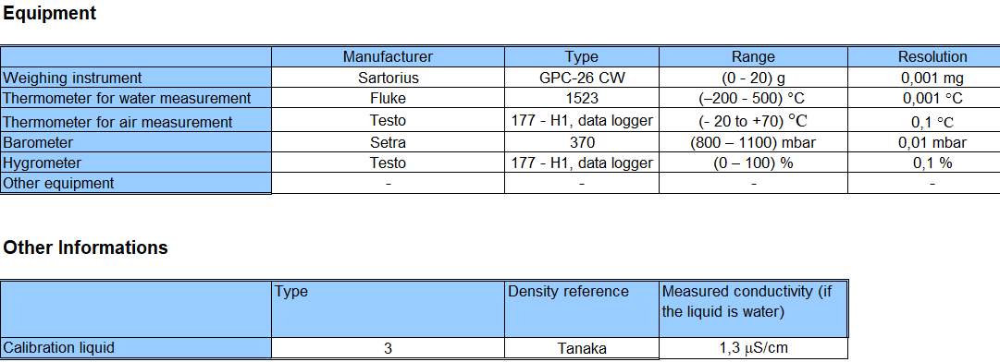 Equipment
Manufacturer Type Range Resolution
Weighing instrument Sartorius GPC-26 CW (0 - 20) g 0,001 mg
Thermometer for water measurement Fluke 1523 (–200 - 500) °C 0,001 °C
Thermometer for air measurement Testo 177 - H1, data logger (- 20 to +70) °C 0,1 °C
Barometer Setra 370 (800 – 1100) mbar 0,01 mbar
Hygrometer Testo 177 - H1, data logger (0 – 100) % 0,1 %
Other equipment - - - -
Other Informations
Type Density reference Measured conductivity (if
the liquid is water)
Calibration liquid 3 Tanaka 1,3 µS/cm